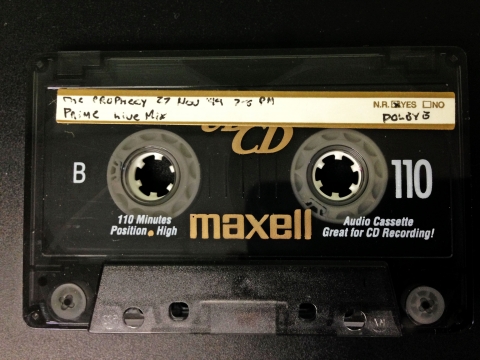 The PROPHECY 27 NOV '94 7-8 PM
PRIME LIVE MIX
N.R. YES NO
DOLBY B
CD
B
110
110 Minutes
Position High
maxell
Audio Cassette
Great for CD Recording!